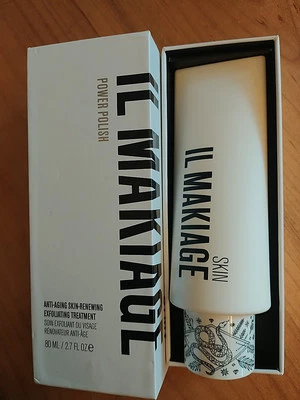 IL MAKIAGE
POWER POLISH
ANTI-AGING SKIN-RENEWING
EXFOLIATING TREATMENT
SOIN EXFOLIANT DU VISAGE
RÉNOVATEUR ANTI-ÂGE
80 ML / 2.7 FL OZ℮
IL MAKIAGE
SKIN